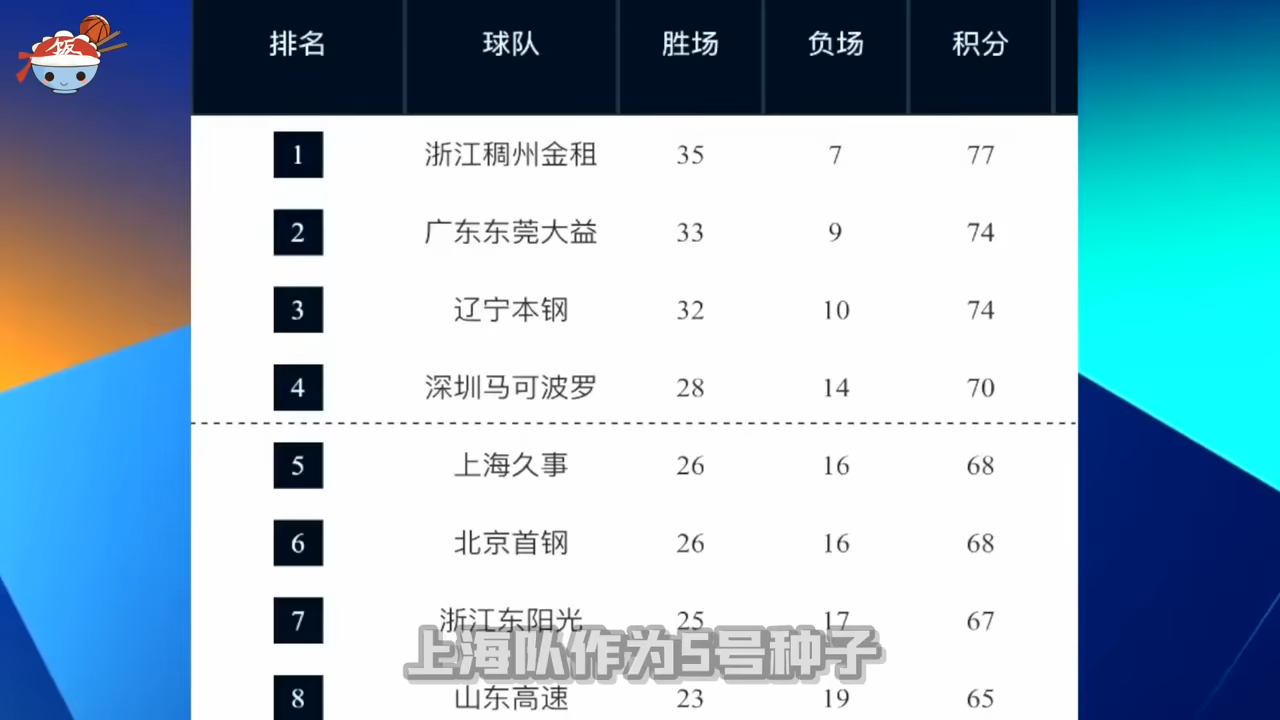 饭
排名 球队 胜场 负场 积分
1 浙江稠州金租 35 7 77
2 广东东莞大益 33 9 74
3 辽宁本钢 32 10 74
4 深圳马可波罗 28 14 70
5 上海久事 26 16 68
6 北京首钢 26 16 68
7 浙江东阳光 25 17 67
上海队作为5号种子
8 山东高速 23 19 65